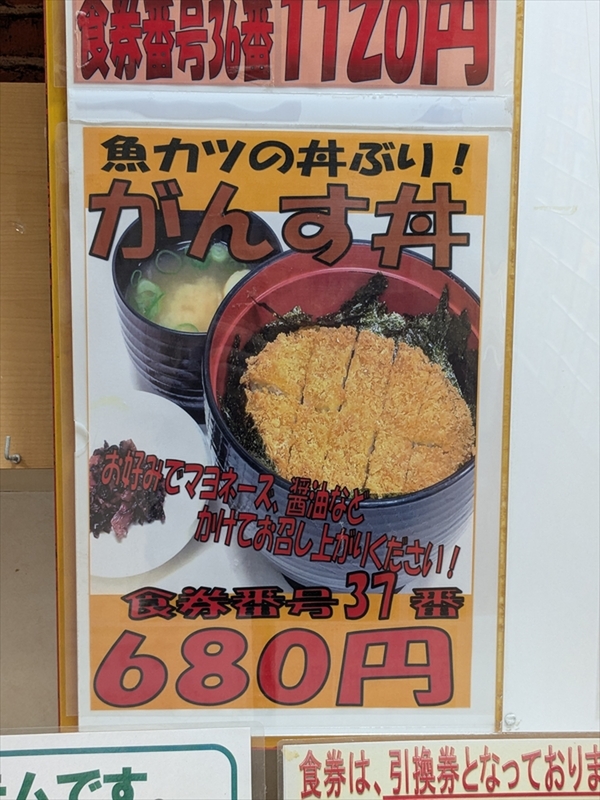 食券番号36番1120円
魚カツの丼ぶり！
がんす丼
お好みでマヨネーズ、醤油など
かけてお召し上がりください！
食券番号37番
680円
ムです。
食券は、引換券となっておりま